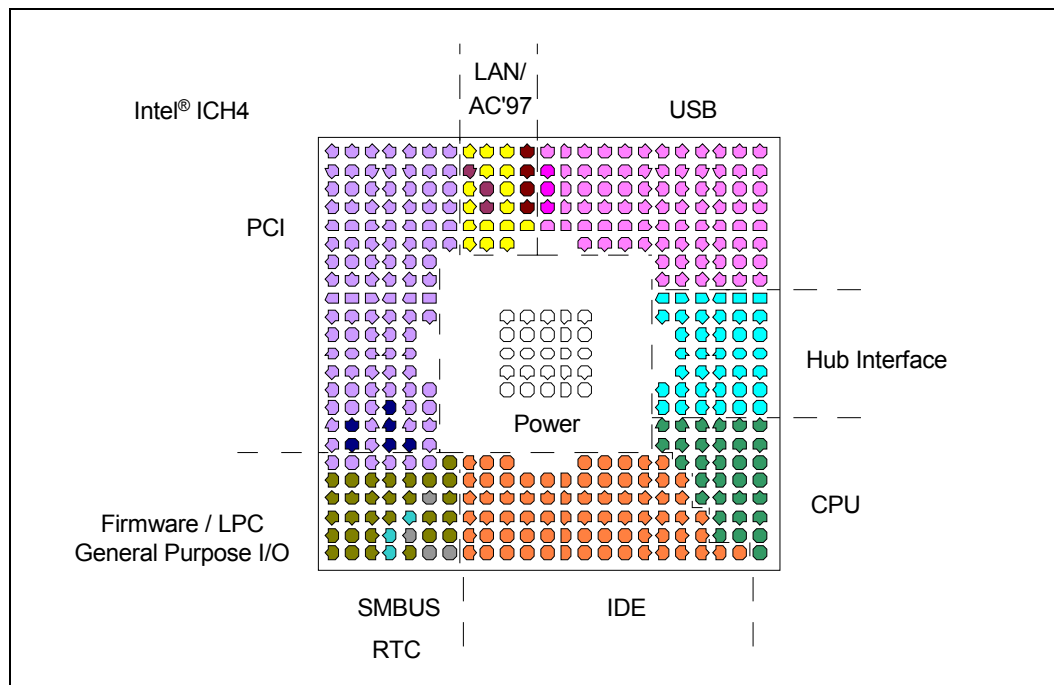 LAN/
AC'97
Intel® ICH4
USB
PCI
Hub Interface
Power
CPU
Firmware / LPC
General Purpose I/O
SMBUS
IDE
RTC